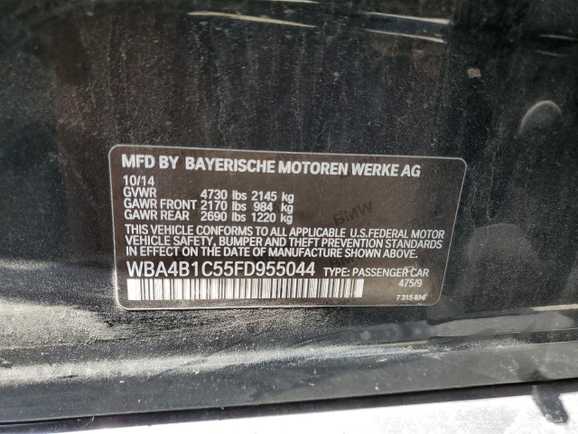 MFD BY BAYERISCHE MOTOREN WERKE AG
10/14
GVWR 4730 lbs 2145 kg
GAWR FRONT 2170 lbs 984 kg
GAWR REAR 2690 lbs 1220 kg
BMW
THIS VEHICLE CONFORMS TO ALL APPLICABLE U.S.FEDERAL MOTOR
VEHICLE SAFETY, BUMPER AND THEFT PREVENTION STANDARDS
IN EFFECT ON THE DATE OF MANUFACTURE SHOWN ABOVE.
WBA4B1C55FD955044 TYPE: PASSENGER CAR
475/9